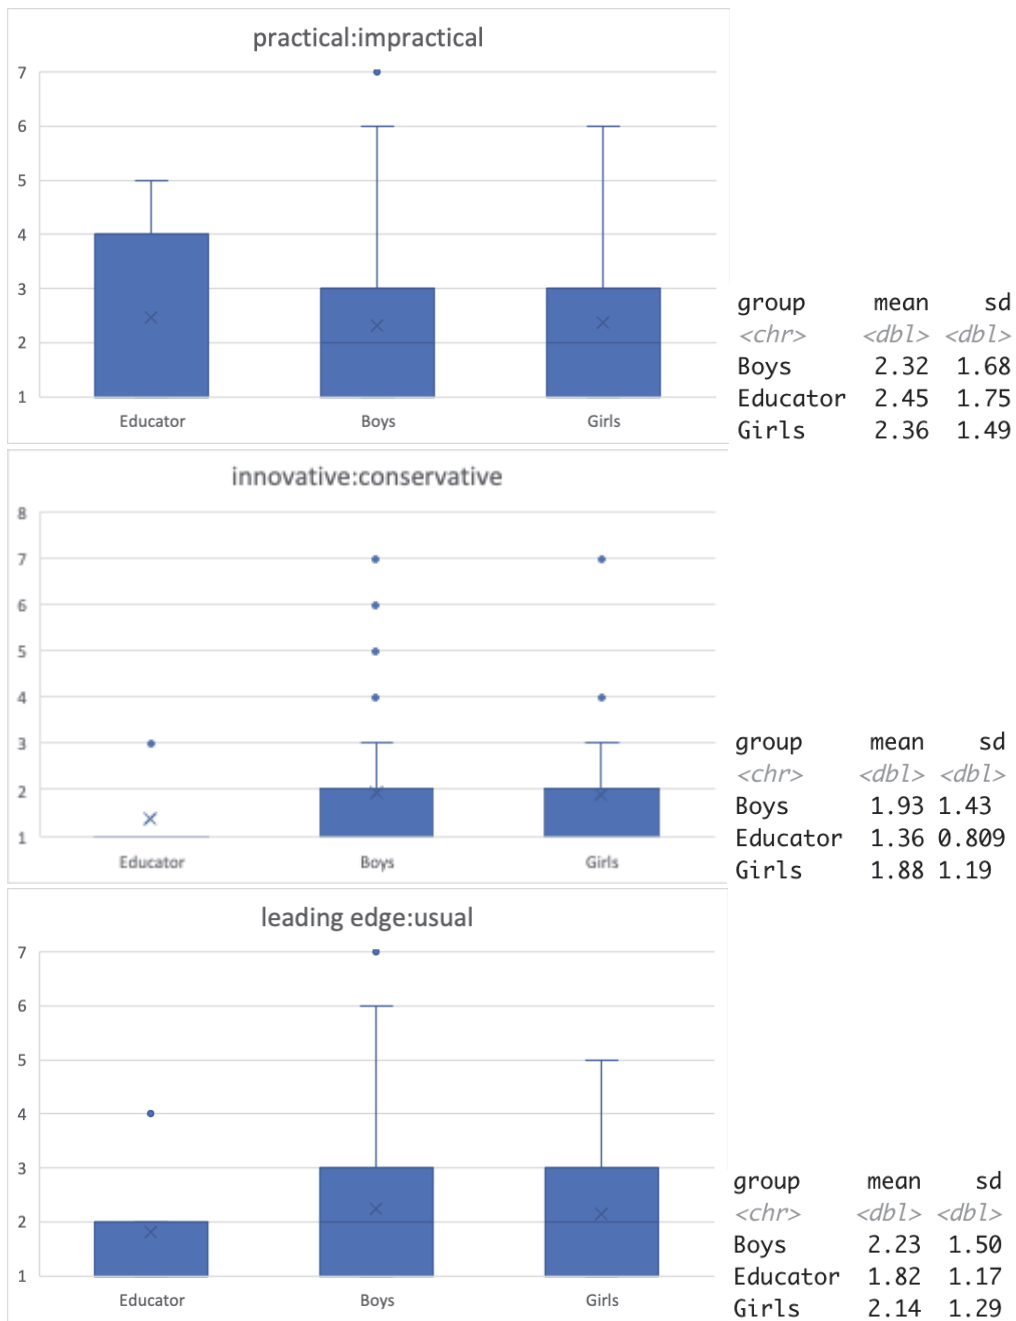 practical:impractical
7
6
5
4
3
2
1
Educator Boys Girls
group mean sd
<chr> <dbl> <dbl>
Boys 2.32 1.68
Educator 2.45 1.75
Girls 2.36 1.49
innovative:conservative
8
7
6
5
4
3
2
1
Educator Boys Girls
group mean sd
<chr> <dbl> <dbl>
Boys 1.93 1.43
Educator 1.36 0.809
Girls 1.88 1.19
leading edge:usual
7
6
5
4
3
2
1
Educator Boys Girls
group mean sd
<chr> <dbl> <dbl>
Boys 2.23 1.50
Educator 1.82 1.17
Girls 2.14 1.29